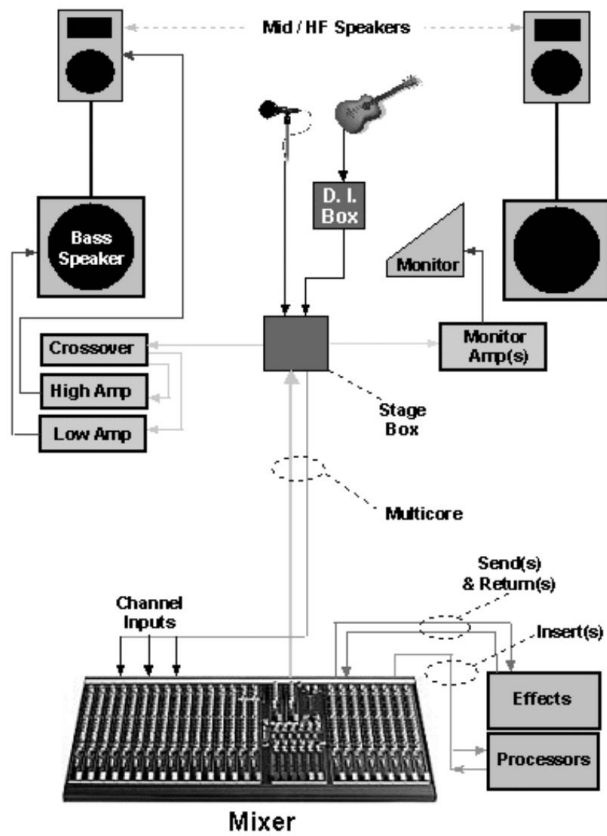 Mid / HF Speakers
D. I.
Box
Bass
Speaker
Monitor
Crossover
Monitor
Amp(s)
High Amp
Stage
Box
Low Amp
Multicore
Send(s)
& Return(s)
Channel
Inputs
Insert(s)
Effects
Processors
Mixer